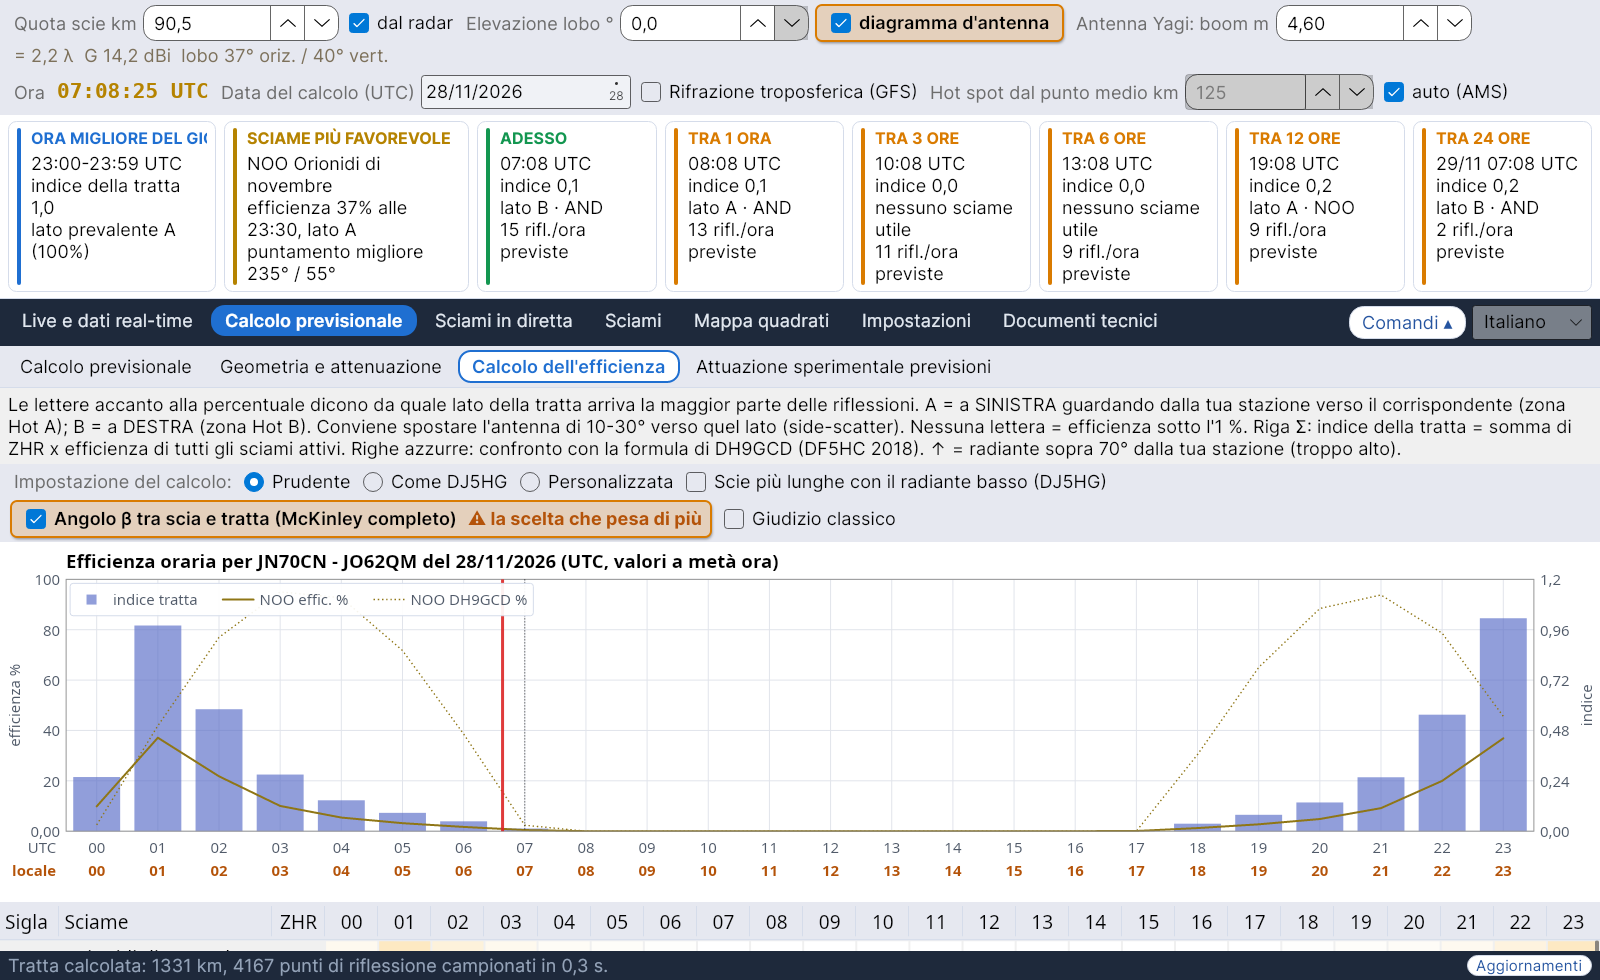 Quota scie km 90,5 dal radar Elevazione lobo ° 0,0 diagramma d'antenna Antenna Yagi: boom m 4,60
= 2,2 λ G 14,2 dBi lobo 37° oriz. / 40° vert.
Ora 07:08:25 UTC Data del calcolo (UTC) 28/11/2026 28 Rifrazione troposferica (GFS) Hot spot dal punto medio km 125 auto (AMS)
ORA MIGLIORE DEL GI
23:00-23:59 UTC
indice della tratta
1,0
lato prevalente A
(100%)
SCIAME PIÙ FAVOREVOLE
NOO Orionidi di
novembre
efficienza 37% alle
23:30, lato A
puntamento migliore
235° / 55°
ADESSO
07:08 UTC
indice 0,1
lato B · AND
15 rifl./ora
previste
TRA 1 ORA
08:08 UTC
indice 0,1
lato A · AND
13 rifl./ora
previste
TRA 3 ORE
10:08 UTC
indice 0,0
nessuno sciame
utile
11 rifl./ora
previste
TRA 6 ORE
13:08 UTC
indice 0,0
nessuno sciame
utile
9 rifl./ora
previste
TRA 12 ORE
19:08 UTC
indice 0,2
lato A · NOO
9 rifl./ora
previste
TRA 24 ORE
29/11 07:08 UTC
indice 0,2
lato B · AND
2 rifl./ora
previste
Live e dati real-time Calcolo previsionale Sciami in diretta Sciami Mappa quadrati Impostazioni Documenti tecnici Comandi ▴ Italiano
Calcolo previsionale Geometria e attenuazione Calcolo dell'efficienza Attuazione sperimentale previsioni
Le lettere accanto alla percentuale dicono da quale lato della tratta arriva la maggior parte delle riflessioni. A = a SINISTRA guardando dalla tua stazione verso il corrispondente (zona
Hot A); B = a DESTRA (zona Hot B). Conviene spostare l'antenna di 10-30° verso quel lato (side-scatter). Nessuna lettera = efficienza sotto l'1 %. Riga Σ: indice della tratta = somma di
ZHR x efficienza di tutti gli sciami attivi. Righe azzurre: confronto con la formula di DH9GCD (DF5HC 2018). ↑ = radiante sopra 70° dalla tua stazione (troppo alto).
Impostazione del calcolo: Prudente Come DJ5HG Personalizzata Scie più lunghe con il radiante basso (DJ5HG)
Angolo β tra scia e tratta (McKinley completo) ⚠ la scelta che pesa di più Giudizio classico
Efficienza oraria per JN70CN - JO62QM del 28/11/2026 (UTC, valori a metà ora)
indice tratta NOO effic. % NOO DH9GCD %
efficienza %
100
80
60
40
20
0,00
1,2
0,96
0,72
0,48
0,24
0,00
indice
UTC 00 01 02 03 04 05 06 07 08 09 10 11 12 13 14 15 16 17 18 19 20 21 22 23
locale 00 01 02 03 04 05 06 07 08 09 10 11 12 13 14 15 16 17 18 19 20 21 22 23
Sigla Sciame ZHR 00 01 02 03 04 05 06 07 08 09 10 11 12 13 14 15 16 17 18 19 20 21 22 23
Tratta calcolata: 1331 km, 4167 punti di riflessione campionati in 0,3 s. Aggiornamenti